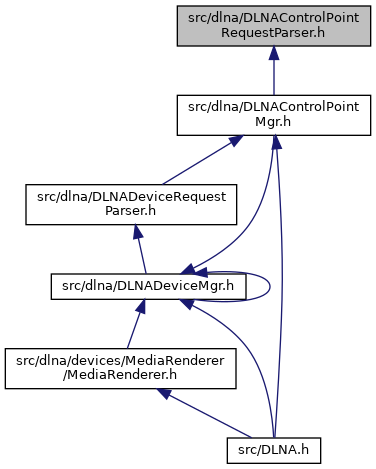 src/dlna/DLNAControlPoint
RequestParser.h
src/dlna/DLNAControlPoint
Mgr.h
src/dlna/DLNADeviceRequest
Parser.h
src/dlna/DLNADeviceMgr.h
src/dlna/devices/MediaRenderer
/MediaRenderer.h
src/DLNA.h